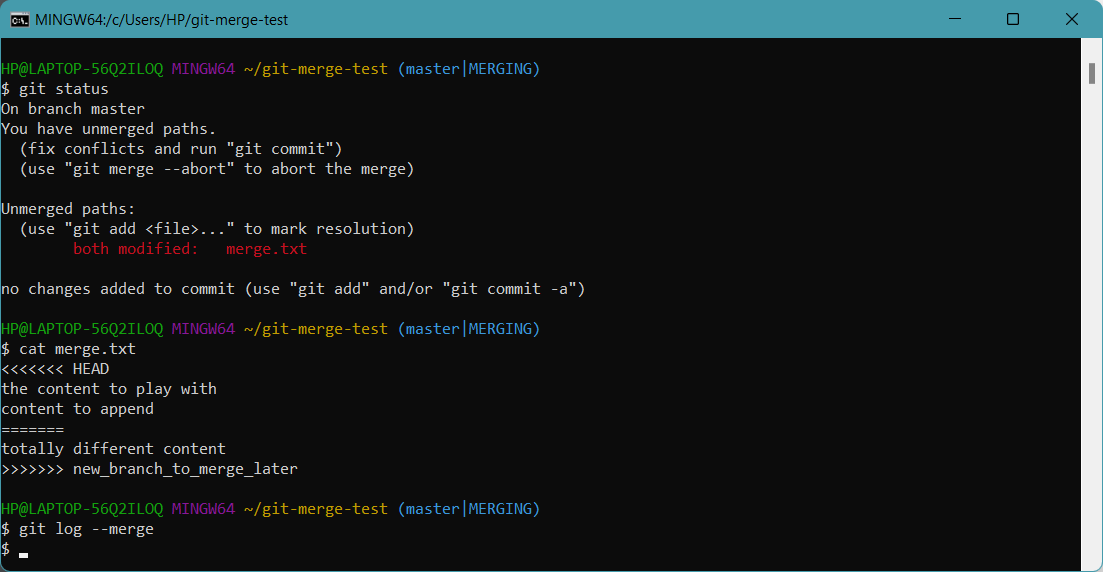 MINGW64:/c/Users/HP/git-merge-test
HP@LAPTOP-56Q2ILOQ MINGW64 ~/git-merge-test (master|MERGING)
$ git status
On branch master
You have unmerged paths.
  (fix conflicts and run "git commit")
  (use "git merge --abort" to abort the merge)

Unmerged paths:
  (use "git add <file>..." to mark resolution)
        both modified:   merge.txt

no changes added to commit (use "git add" and/or "git commit -a")

HP@LAPTOP-56Q2ILOQ MINGW64 ~/git-merge-test (master|MERGING)
$ cat merge.txt
<<<<<<< HEAD
the content to play with
content to append
=======
totally different content
>>>>>>> new_branch_to_merge_later

HP@LAPTOP-56Q2ILOQ MINGW64 ~/git-merge-test (master|MERGING)
$ git log --merge
$